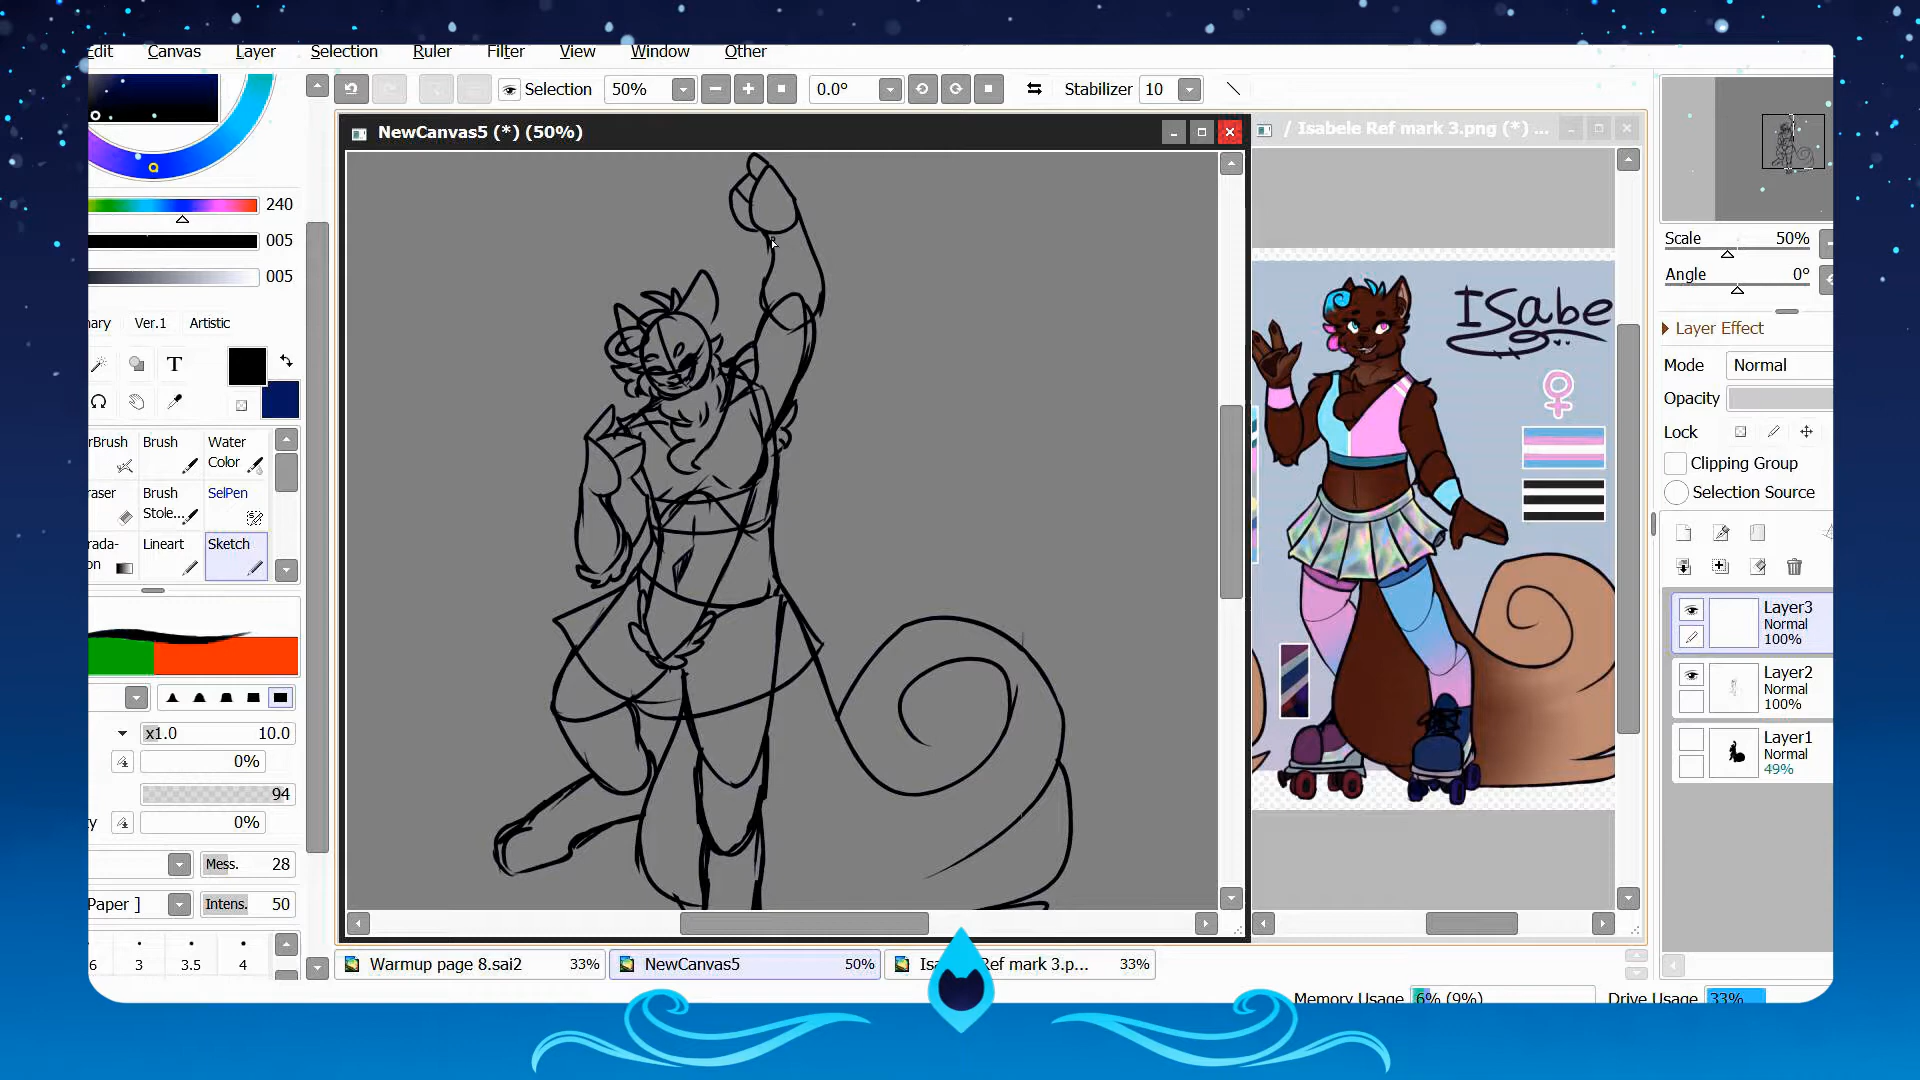 Edit Canvas Layer Selection Ruler Filter View Window Other
Selection 50% 0.0° Stabilizer 10
NewCanvas5 (*) (50%)
/ Isabele Ref mark 3.png (*) ...
240
005
005
Ver.1 Artistic
T
Brush Water Color
Brush Stole... SelPen
Lineart Sketch
x1.0 10.0
0%
94
0%
Mess. 28
Paper ] Intens. 50
6 3 3.5 4
ISabe
Scale 50%
Angle 0°
Layer Effect
Mode Normal
Opacity
Lock
Clipping Group
Selection Source
Layer3
Normal
100%
Layer2
Normal
100%
Layer1
Normal
49%
Warmup page 8.sai2 33% NewCanvas5 50% Ref mark 3.p... 33%
Memory Usage 6% (9%) Drive Usage 33%